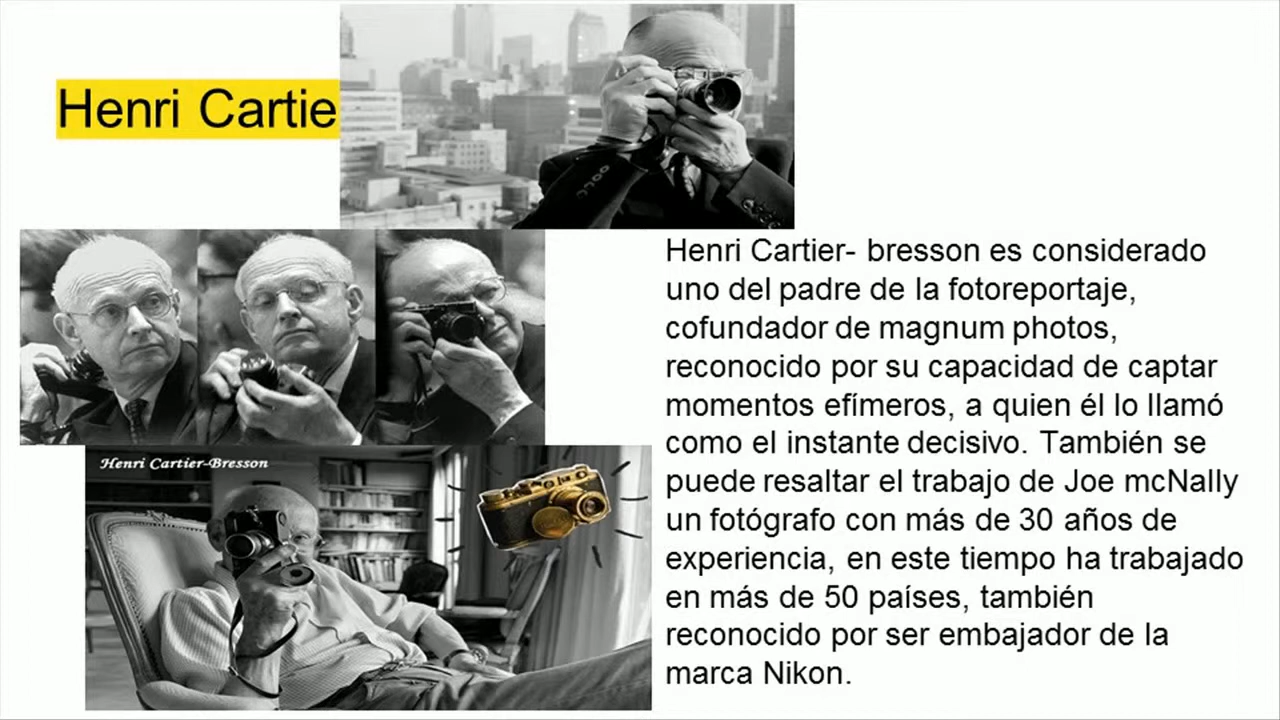 Henri Cartie
Henri Cartier- bresson es considerado
uno del padre de la fotoreportaje,
cofundador de magnum photos,
reconocido por su capacidad de captar
momentos efímeros, a quien él lo llamó
como el instante decisivo. También se
puede resaltar el trabajo de Joe mcNally
un fotógrafo con más de 30 años de
experiencia, en este tiempo ha trabajado
en más de 50 países, también
reconocido por ser embajador de la
marca Nikon.
Henri Cartier-Bresson